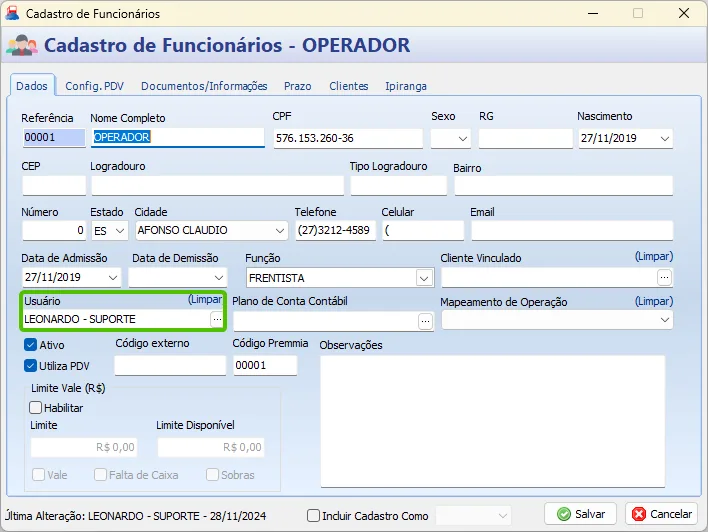 Cadastro de Funcionários
Cadastro de Funcionários - OPERADOR
Dados Config.PDV Documentos/Informações Prazo Clientes Ipiranga
Referência Nome Completo CPF Sexo RG Nascimento
00001 OPERADOR 576.153.260-36 27/11/2019
CEP Logradouro Tipo Logradouro Bairro
Número Estado Cidade Telefone Celular Email
0 ES AFONSO CLAUDIO (27)3212-4589 (
Data de Admissão Data de Demissão Função Cliente Vinculado (Limpar)
27/11/2019 FRENTISTA ...
Usuário (Limpar Plano de Conta Contábil Mapeamento de Operação (Limpar)
LEONARDO - SUPORTE ... ...
Ativo Código externo Código Premmia Observações
Utiliza PDV 00001
Limite Vale (R$)
Habilitar
Limite Limite Disponível
R$ 0,00 R$ 0,00
Vale Falta de Caixa Sobras
Última Alteração: LEONARDO - SUPORTE - 28/11/2024 Incluir Cadastro Como Salvar Cancelar